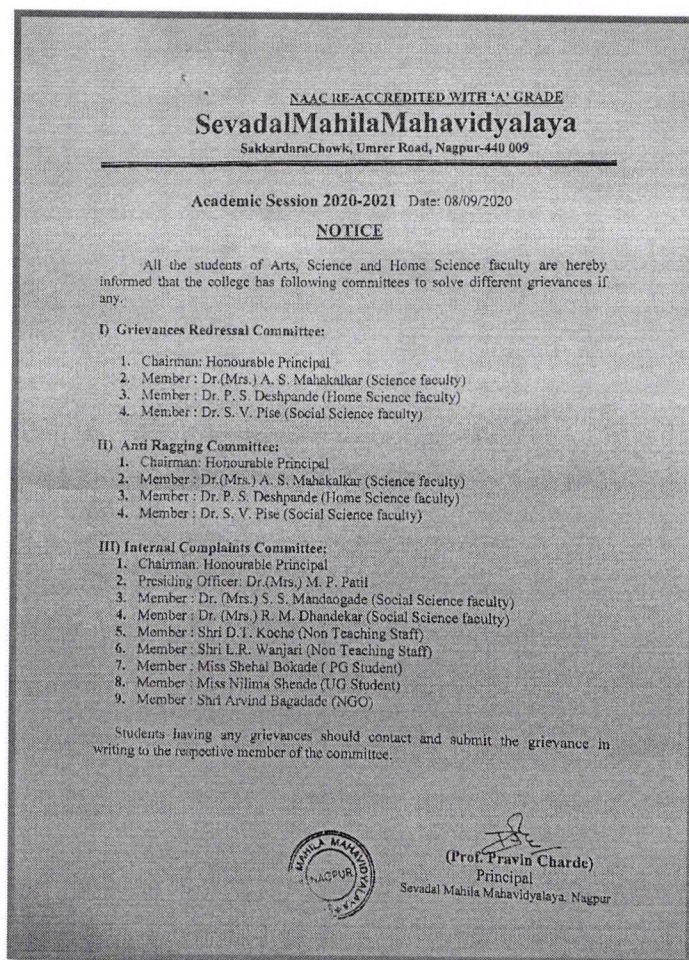 NAAC RE-ACCREDITED WITH 'A' GRADE
SevadalMahilaMahavidyalaya
SakkardaraChowk, Umrer Road, Nagpur-440 009
Academic Session 2020-2021 Date: 08/09/2020
NOTICE
All the students of Arts, Science and Home Science faculty are hereby
informed that the college has following committees to solve different grievances if
any.
I) Grievances Redressal Committee:
1. Chairman: Honourable Principal
2. Member : Dr.(Mrs.) A. S. Mahakalkar (Science faculty)
3. Member : Dr. P. S. Deshpande (Home Science faculty)
4. Member : Dr. S. V. Pise (Social Science faculty)
II) Anti Ragging Committee:
1. Chairman: Honourable Principal
2. Member : Dr.(Mrs.) A. S. Mahakalkar (Science faculty)
3. Member : Dr. P. S. Deshpande (Home Science faculty)
4. Member : Dr. S. V. Pise (Social Science faculty)
III) Internal Complaints Committee:
1. Chairman: Honourable Principal
2. Presiding Officer: Dr.(Mrs.) M. P. Patil
3. Member : Dr. (Mrs.) S. S. Mandaogade (Social Science faculty)
4. Member : Dr. (Mrs.) R. M. Dhandekar (Social Science faculty)
5. Member : Shri D.T. Koche (Non Teaching Staff)
6. Member : Shri L.R. Wanjari (Non Teaching Staff)
7. Member : Miss Shehal Bokade ( PG Student)
8. Member : Miss Nilima Shende (UG Student)
9. Member : Shri Arvind Bagadade (NGO)
Students having any grievances should contact and submit the grievance in
writing to the respective member of the committee.
MAHILA MAHAVIDYALAYA
NAGPUR
(Prof. Pravin Charde)
Principal
Sevadal Mahila Mahavidyalaya, Nagpur